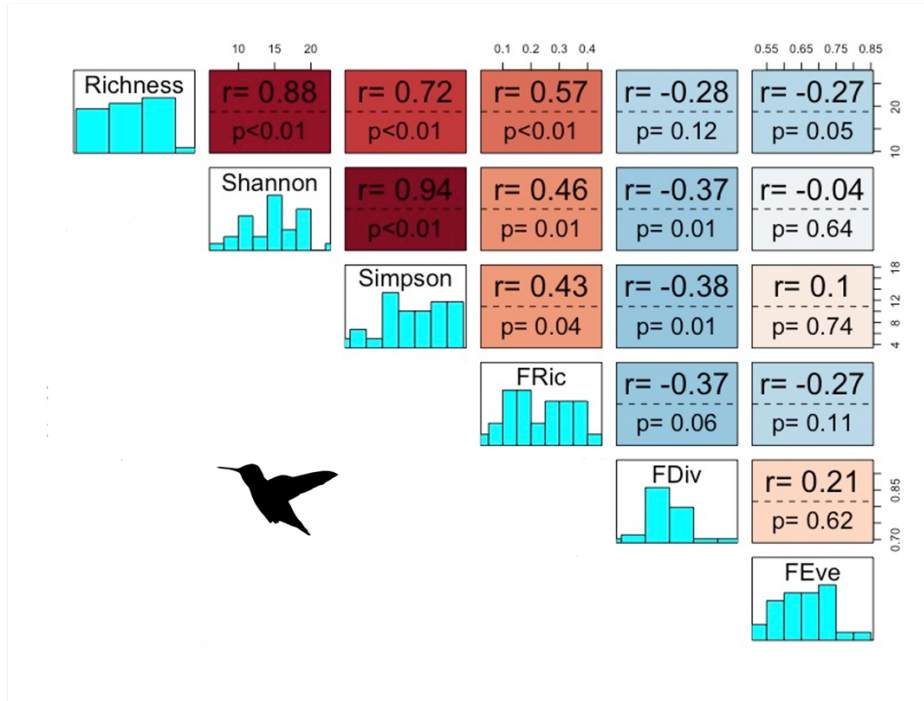 10 15 20 0.1 0.2 0.3 0.4 0.55 0.65 0.75 0.85
Richness r= 0.88 r= 0.72 r= 0.57 r= -0.28 r= -0.27
p<0.01 p<0.01 p<0.01 p= 0.12 p= 0.05
20
10
Shannon r= 0.94 r= 0.46 r= -0.37 r= -0.04
p<0.01 p= 0.01 p= 0.01 p= 0.64
Simpson r= 0.43 r= -0.38 r= 0.1
p= 0.04 p= 0.01 p= 0.74
18
12
8
4
FRic r= -0.37 r= -0.27
p= 0.06 p= 0.11
FDiv r= 0.21
p= 0.62
0.85
0.70
FEve